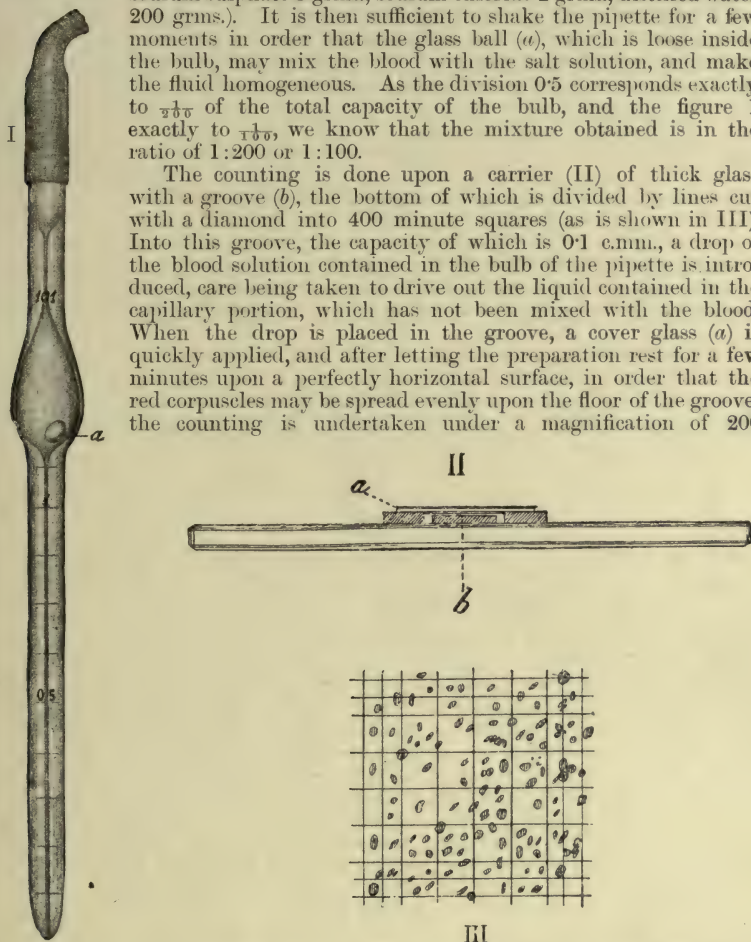 200 grms.). It is then sufficient to shake the pipette for a few
moments in order that the glass ball (a), which is loose inside
the bulb, may mix the blood with the salt solution, and make
the fluid homogeneous. As the division 0·5 corresponds exactly
to 1/200 of the total capacity of the bulb, and the figure
exactly to 1/100, we know that the mixture obtained is in the
ratio of 1:200 or 1:100.
The counting is done upon a carrier (II) of thick glas
with a groove (b), the bottom of which is divided by lines cu
with a diamond into 400 minute squares (as is shown in III)
Into this groove, the capacity of which is 0·1 c.mm., a drop o
the blood solution contained in the bulb of the pipette is intro
duced, care being taken to drive out the liquid contained in th
capillary portion, which has not been mixed with the blood
When the drop is placed in the groove, a cover glass (a) i
quickly applied, and after letting the preparation rest for a few
minutes upon a perfectly horizontal surface, in order that th
red corpuscles may be spread evenly upon the floor of the groove
the counting is undertaken under a magnification of 20
I
101
a
1
0·5
II
a
b
III